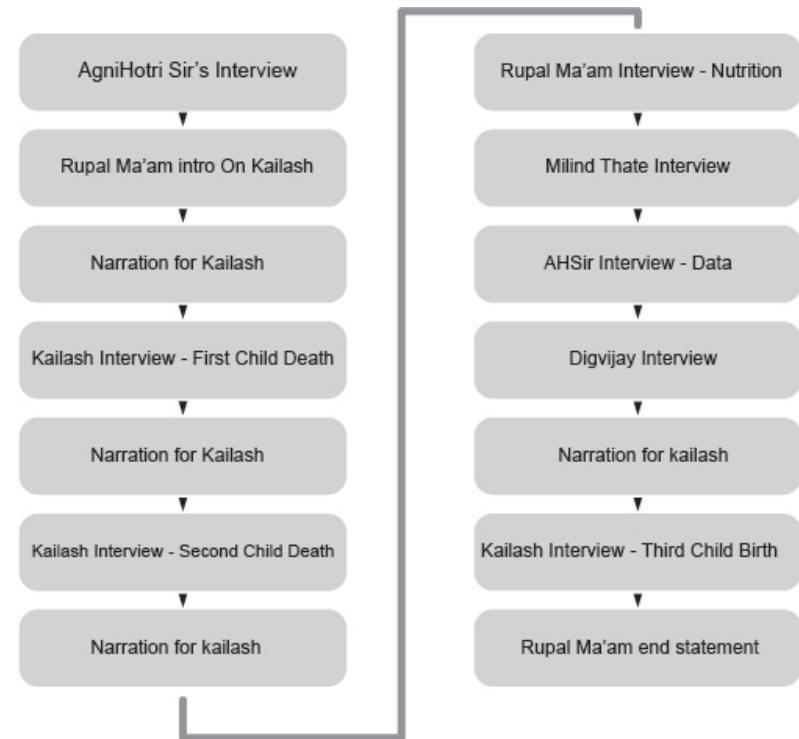 AgniHotri Sir's Interview
Rupal Ma'am intro On Kailash
Narration for Kailash
Kailash Interview - First Child Death
Narration for Kailash
Kailash Interview - Second Child Death
Narration for kailash
Rupal Ma'am Interview - Nutrition
Milind Thate Interview
AHSir Interview - Data
Digvijay Interview
Narration for kailash
Kailash Interview - Third Child Birth
Rupal Ma'am end statement